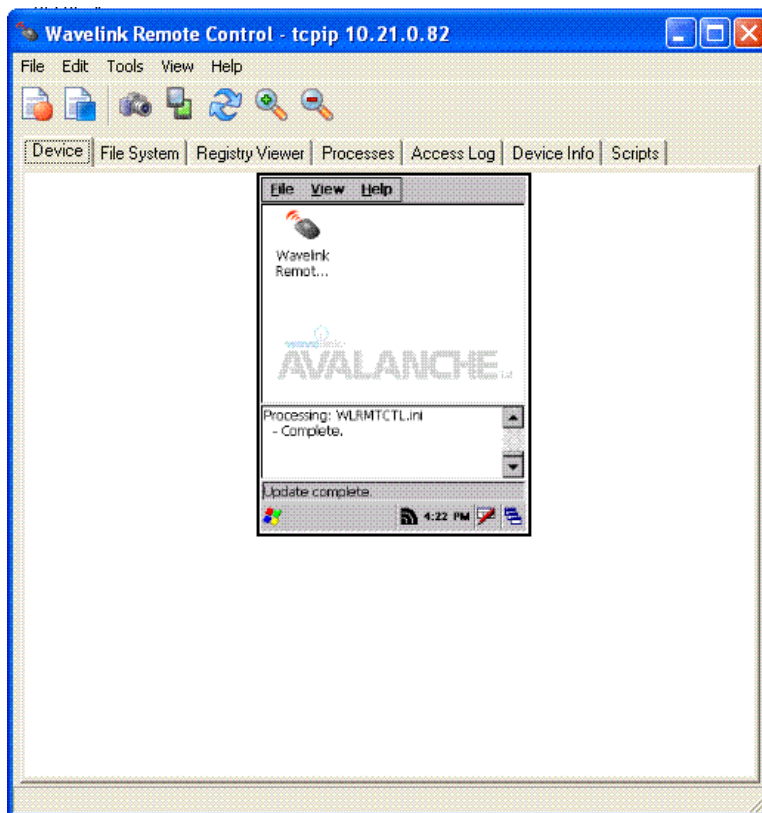 Wavelink Remote Control - tcpip 10.21.0.82
File Edit Tools View Help
Device File System Registry Viewer Processes Access Log Device Info Scripts
File View Help
Wavelink
Remot...
wavelink
AVALANCHE
Processing: WLRMTCTL.ini
- Complete.
Update complete.
4:22 PM